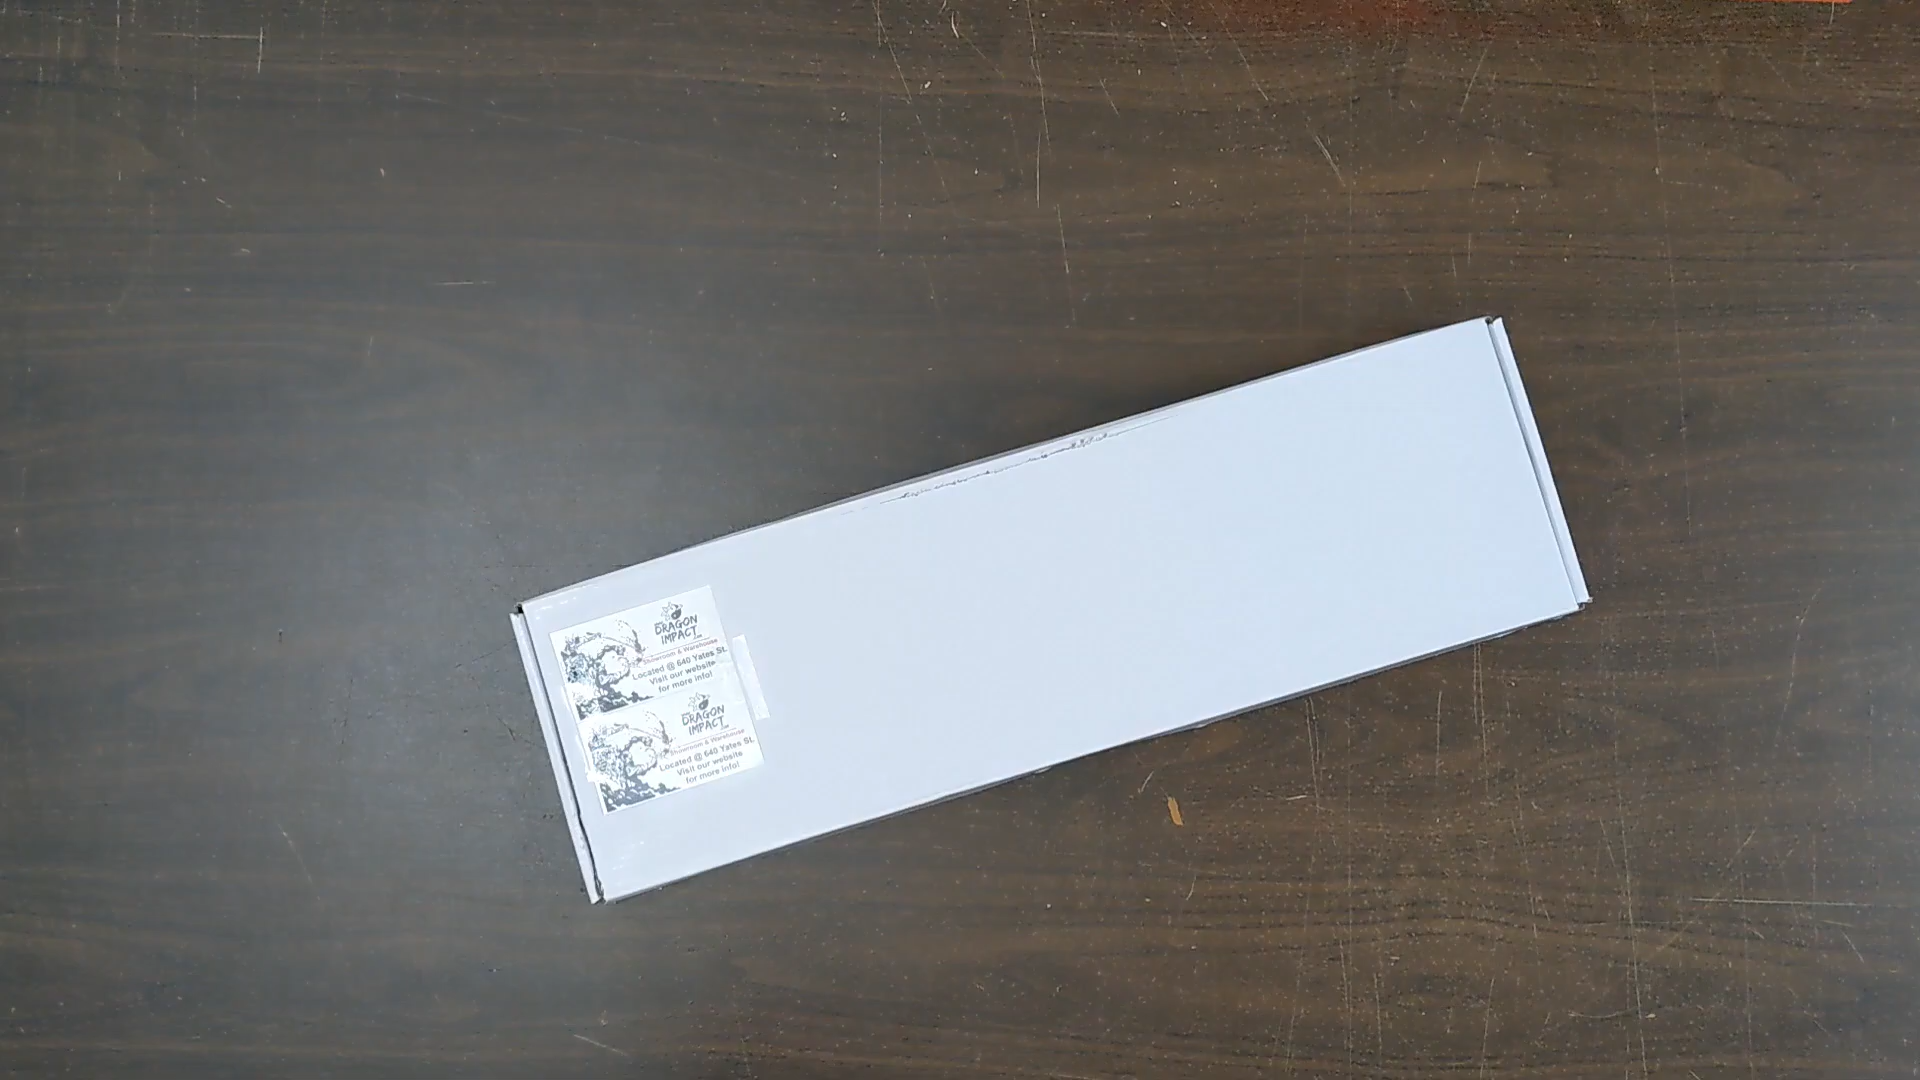 DRAGON
IMPACT
Showroom & Warehouse
Located @ 640 Yates St.
Visit our website
for more info!
DRAGON
IMPACT
Showroom & Warehouse
Located @ 640 Yates St.
Visit our website
for more info!